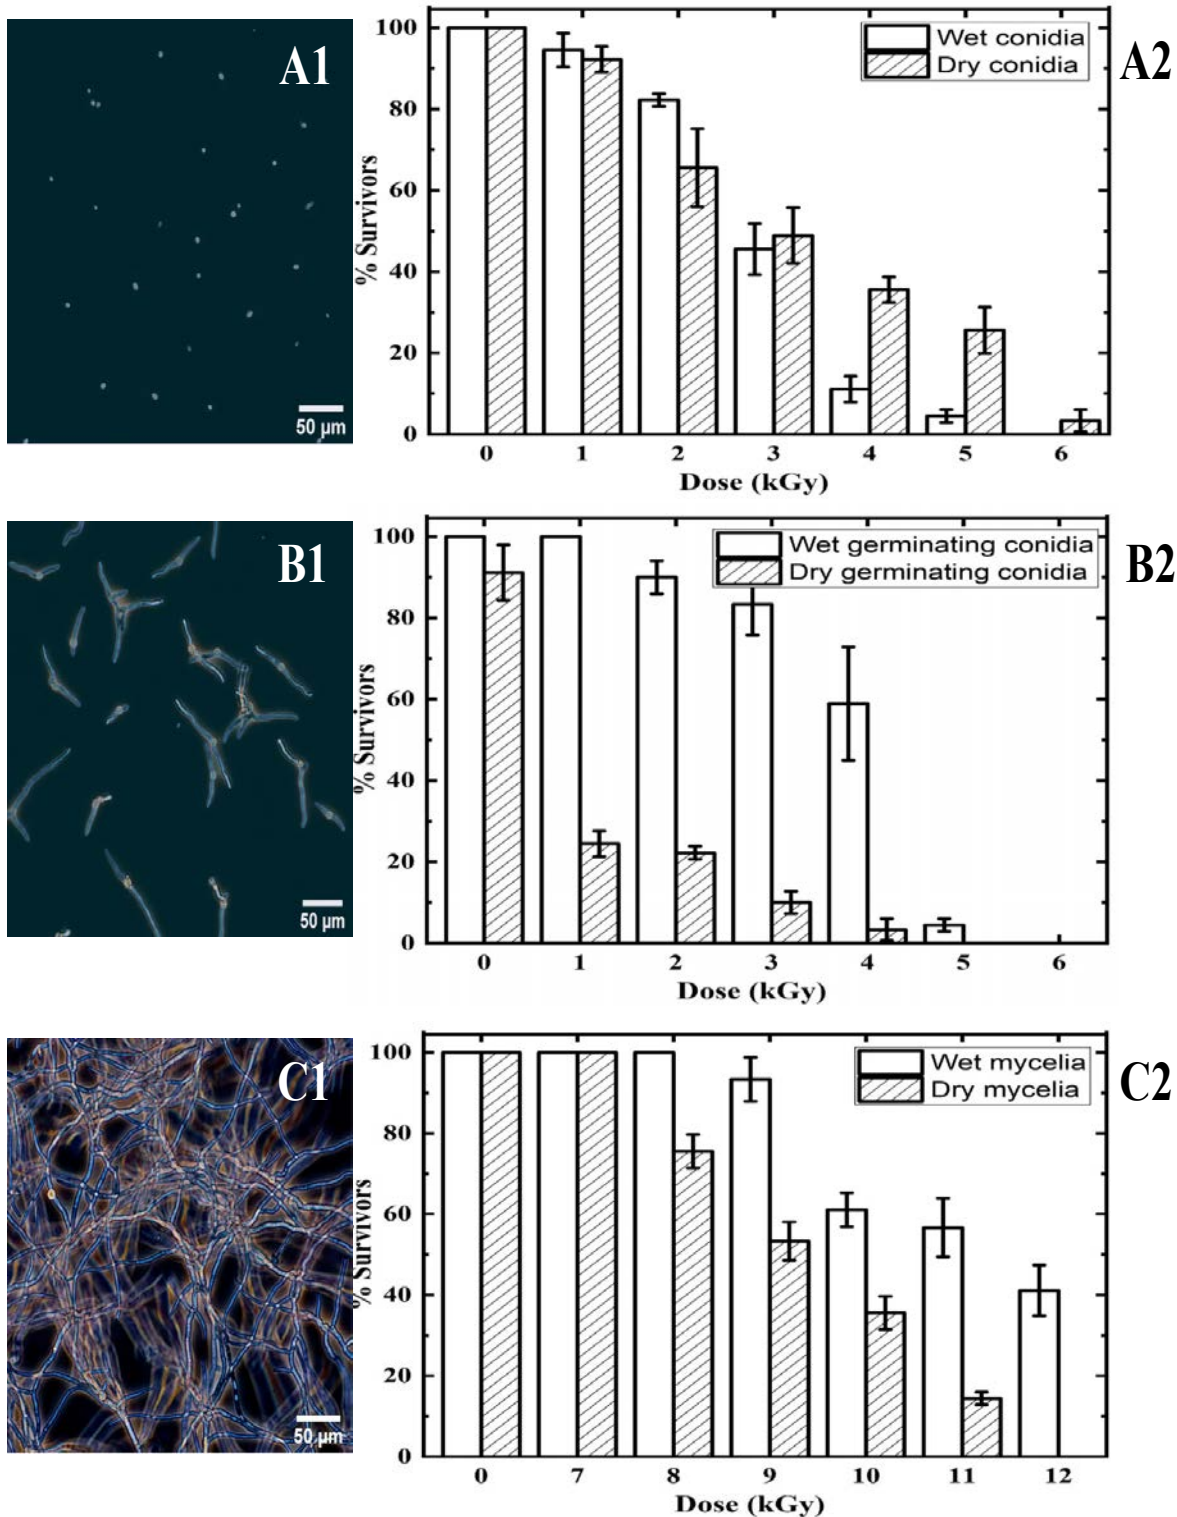 A1
50 μm
A2
Wet conidia
Dry conidia
% Survivors
100
80
60
40
20
0
0 1 2 3 4 5 6
Dose (kGy)
B1
50 μm
B2
Wet germinating conidia
Dry germinating conidia
% Survivors
100
80
60
40
20
0
0 1 2 3 4 5 6
Dose (kGy)
C1
50 μm
C2
Wet mycelia
Dry mycelia
% Survivors
100
80
60
40
20
0
0 7 8 9 10 11 12
Dose (kGy)